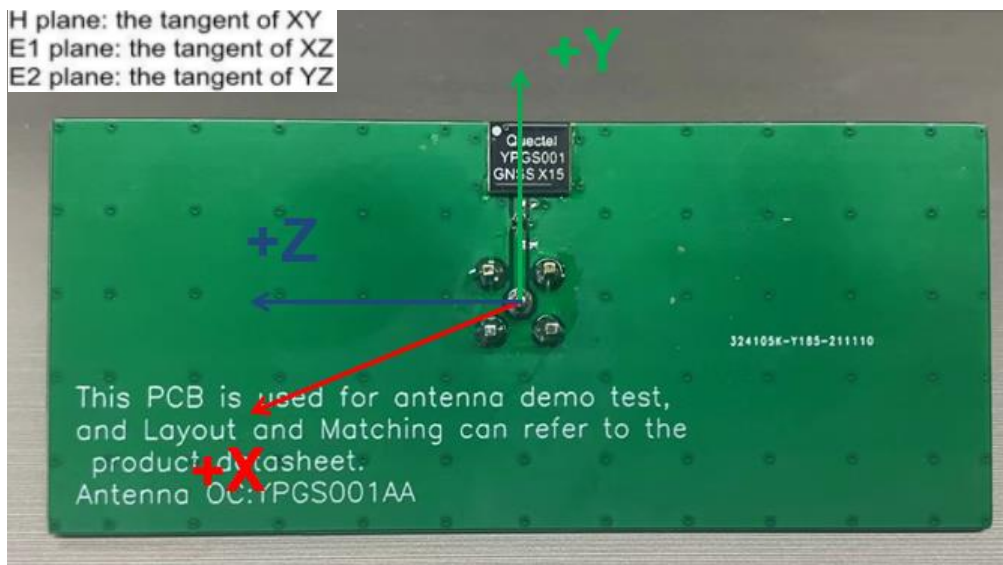 H plane: the tangent of XY
E1 plane: the tangent of XZ
E2 plane: the tangent of YZ
+Y
Quectel
YPGS001
GNSS X15
+Z
324105K-Y185-211110
This PCB is used for antenna demo test,
and Layout and Matching can refer to the
product datasheet.
+X
Antenna OC:YPGS001AA